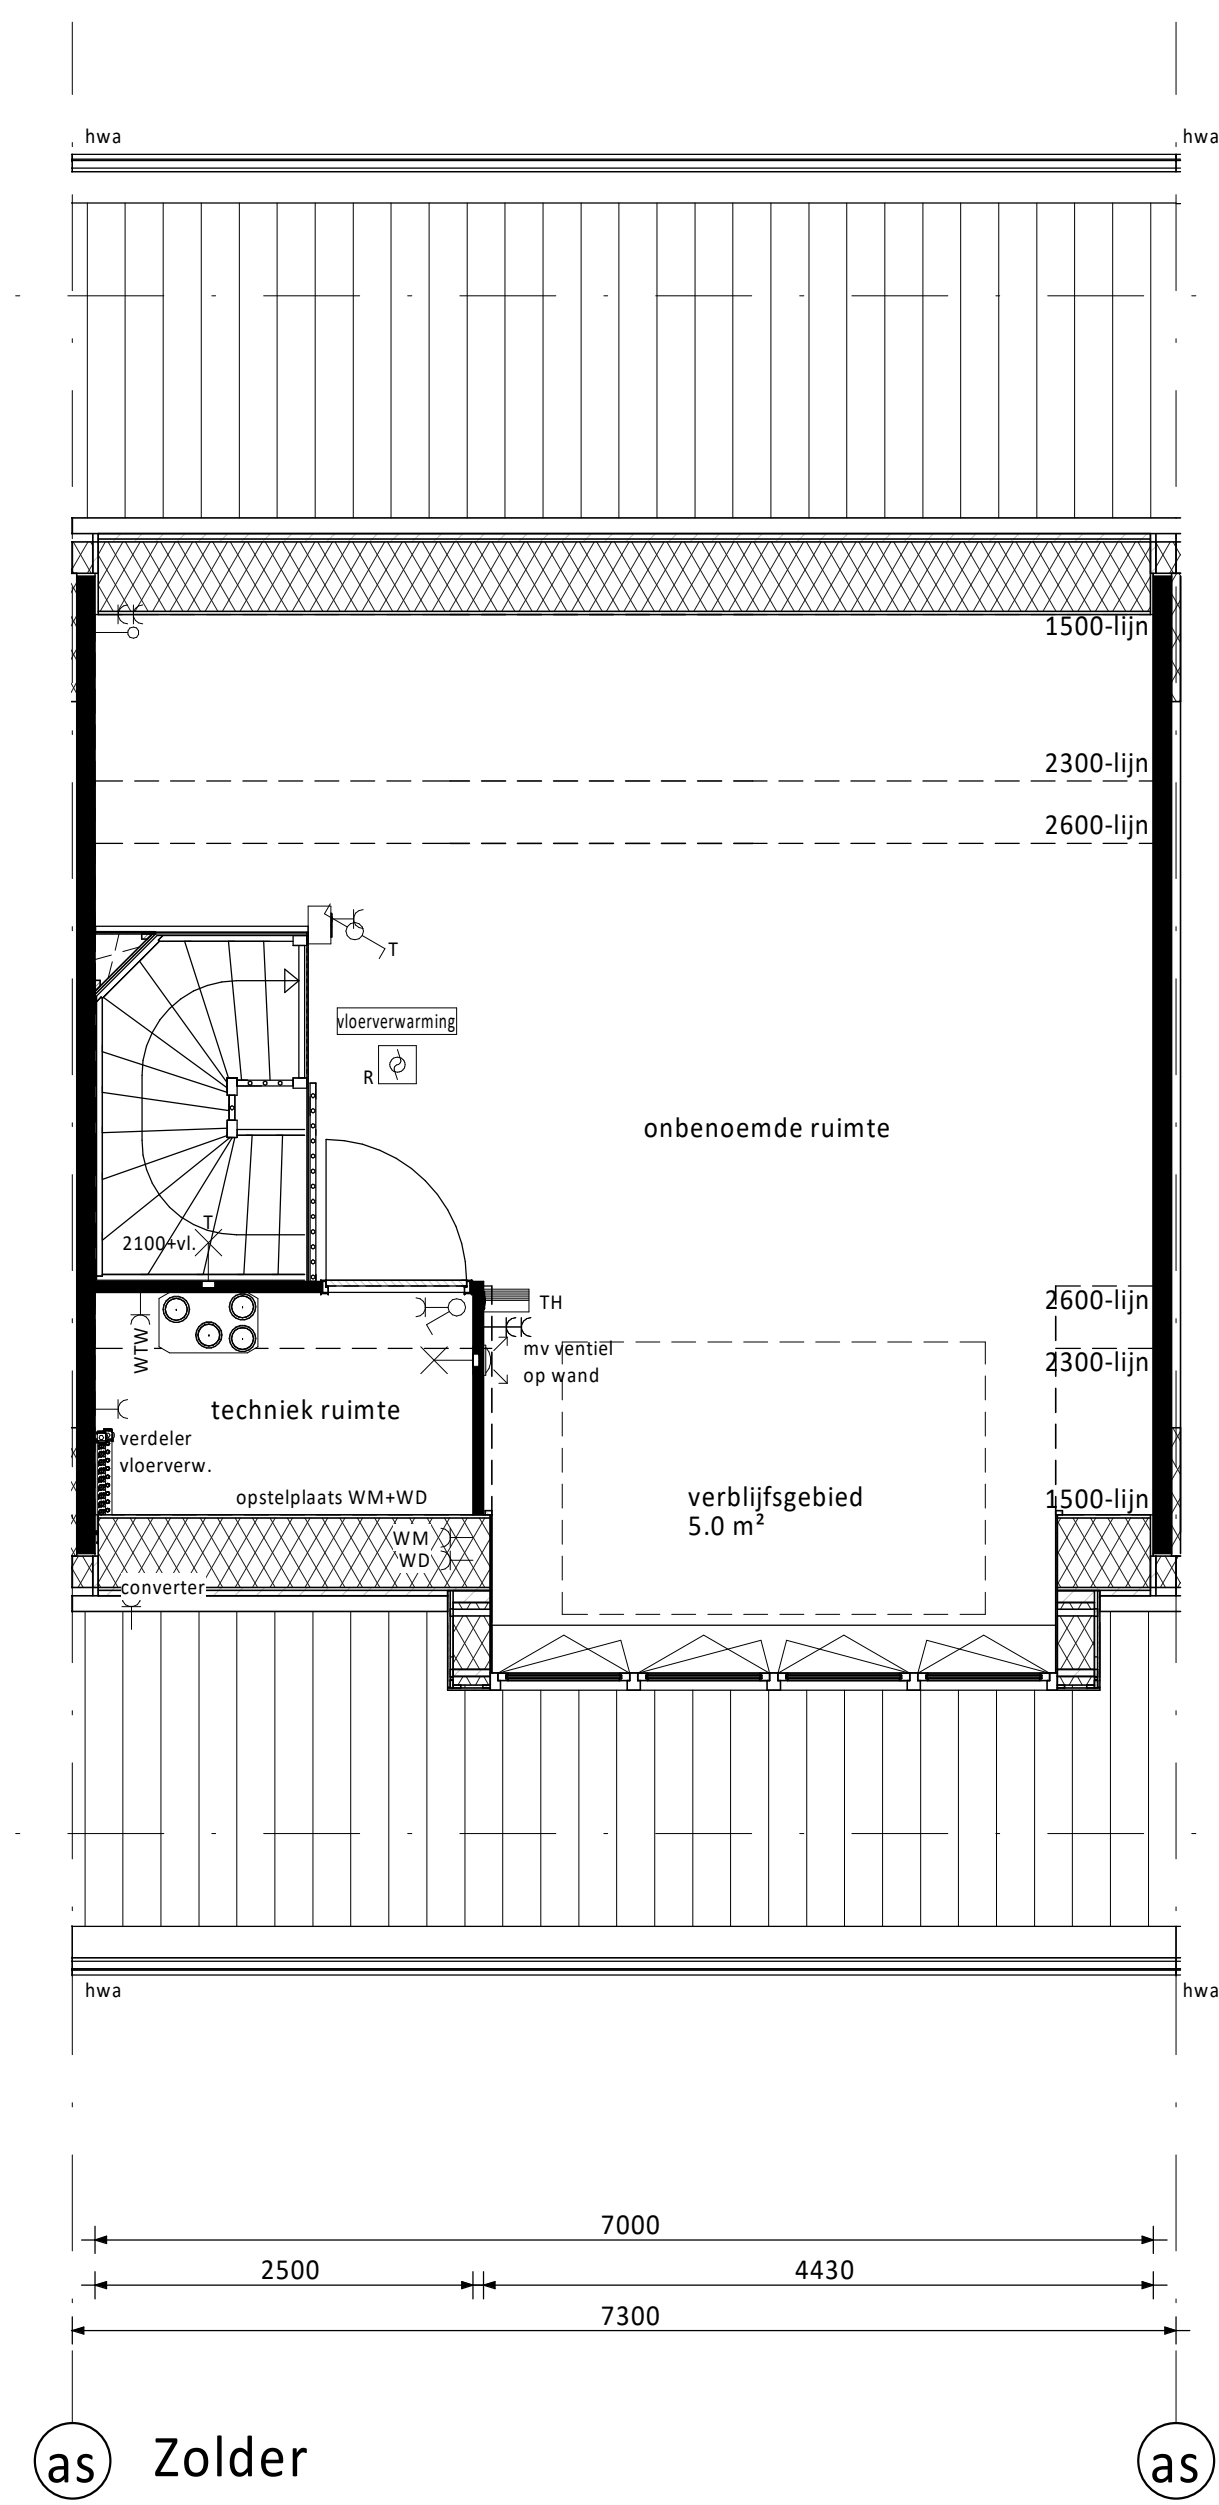 hwa
hwa
1500-lijn
2300-lijn
2600-lijn
T
vloerverwarming
R
onbenoemde ruimte
T
2100+vl.
2600-lijn
TH
WTW
mv ventiel
op wand
2300-lijn
techniek ruimte
verdeler
vloerverw.
opstelplaats WM+WD
verblijfsgebied
5.0 m²
1500-lijn
WM
WD
converter
hwa
hwa
7000
2500
4430
7300
as
Zolder
as